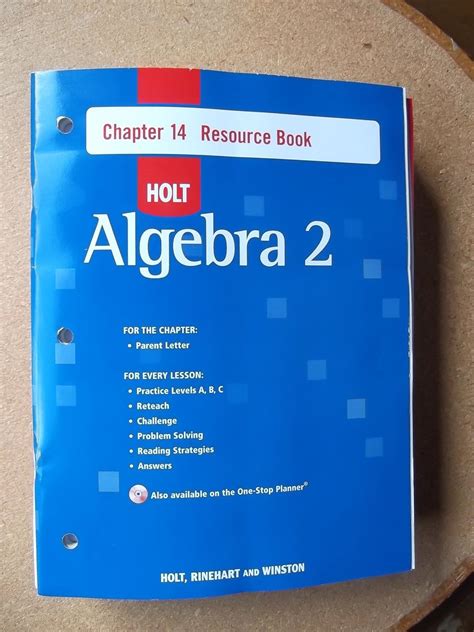 Chapter 14 Resource Book
HOLT
Algebra 2
FOR THE CHAPTER:
• Parent Letter
FOR EVERY LESSON:
• Practice Levels A, B, C
• Reteach
• Challenge
• Problem Solving
• Reading Strategies
• Answers
Also available on the One-Stop Planner®
HOLT, RINEHART AND WINSTON